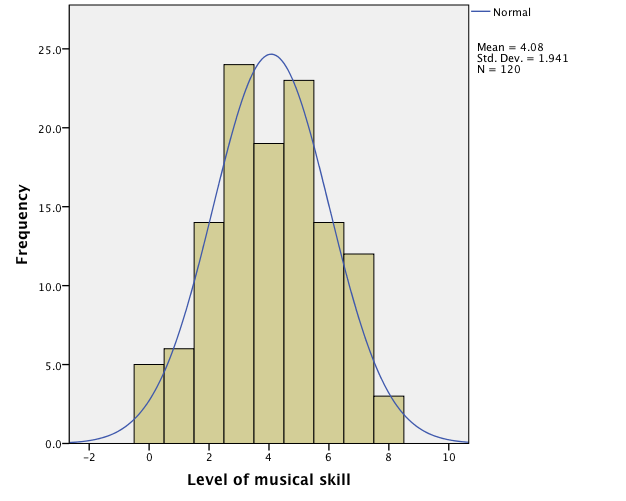 Normal
Mean = 4.08
Std. Dev. = 1.941
N = 120
Frequency
25.0
20.0
15.0
10.0
5.0
0.0
-2 0 2 4 6 8 10
Level of musical skill